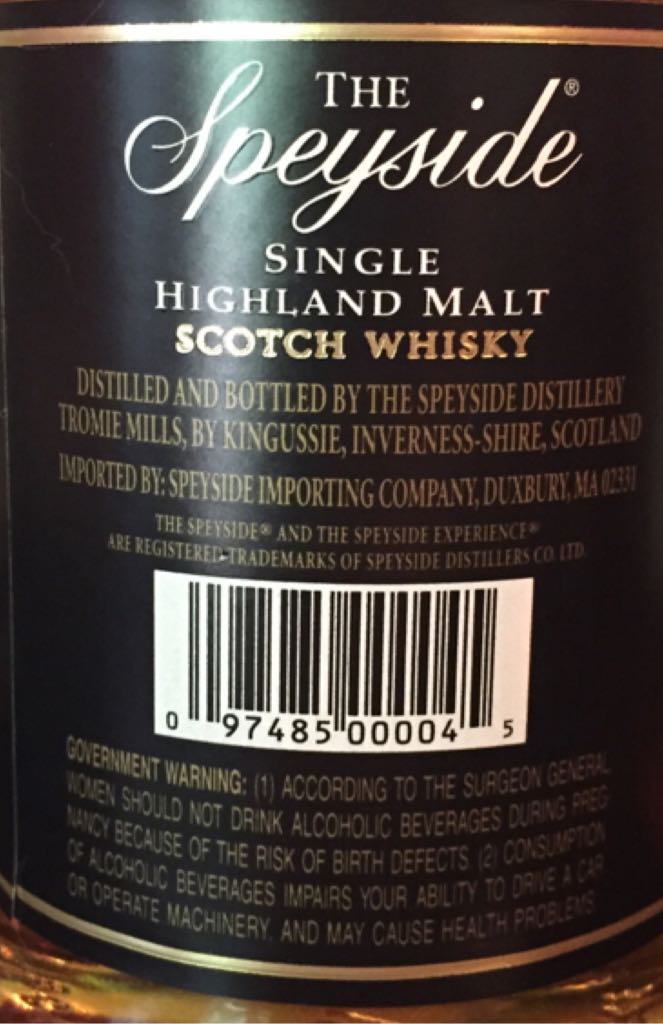 THE
Speyside®
SINGLE
HIGHLAND MALT
SCOTCH WHISKY
DISTILLED AND BOTTLED BY THE SPEYSIDE DISTILLERY
TROMIE MILLS, BY KINGUSSIE, INVERNESS-SHIRE, SCOTLAND
IMPORTED BY: SPEYSIDE IMPORTING COMPANY, DUXBURY, MA 02331
THE SPEYSIDE® AND THE SPEYSIDE EXPERIENCE®
ARE REGISTERED TRADEMARKS OF SPEYSIDE DISTILLERS CO. LTD.
0 97485 00004 5
GOVERNMENT WARNING: (1) ACCORDING TO THE SURGEON GENERAL
WOMEN SHOULD NOT DRINK ALCOHOLIC BEVERAGES DURING PREG
NANCY BECAUSE OF THE RISK OF BIRTH DEFECTS. (2) CONSUMPTION
OF ALCOHOLIC BEVERAGES IMPAIRS YOUR ABILITY TO DRIVE A CAR
OR OPERATE MACHINERY, AND MAY CAUSE HEALTH PROBLEMS